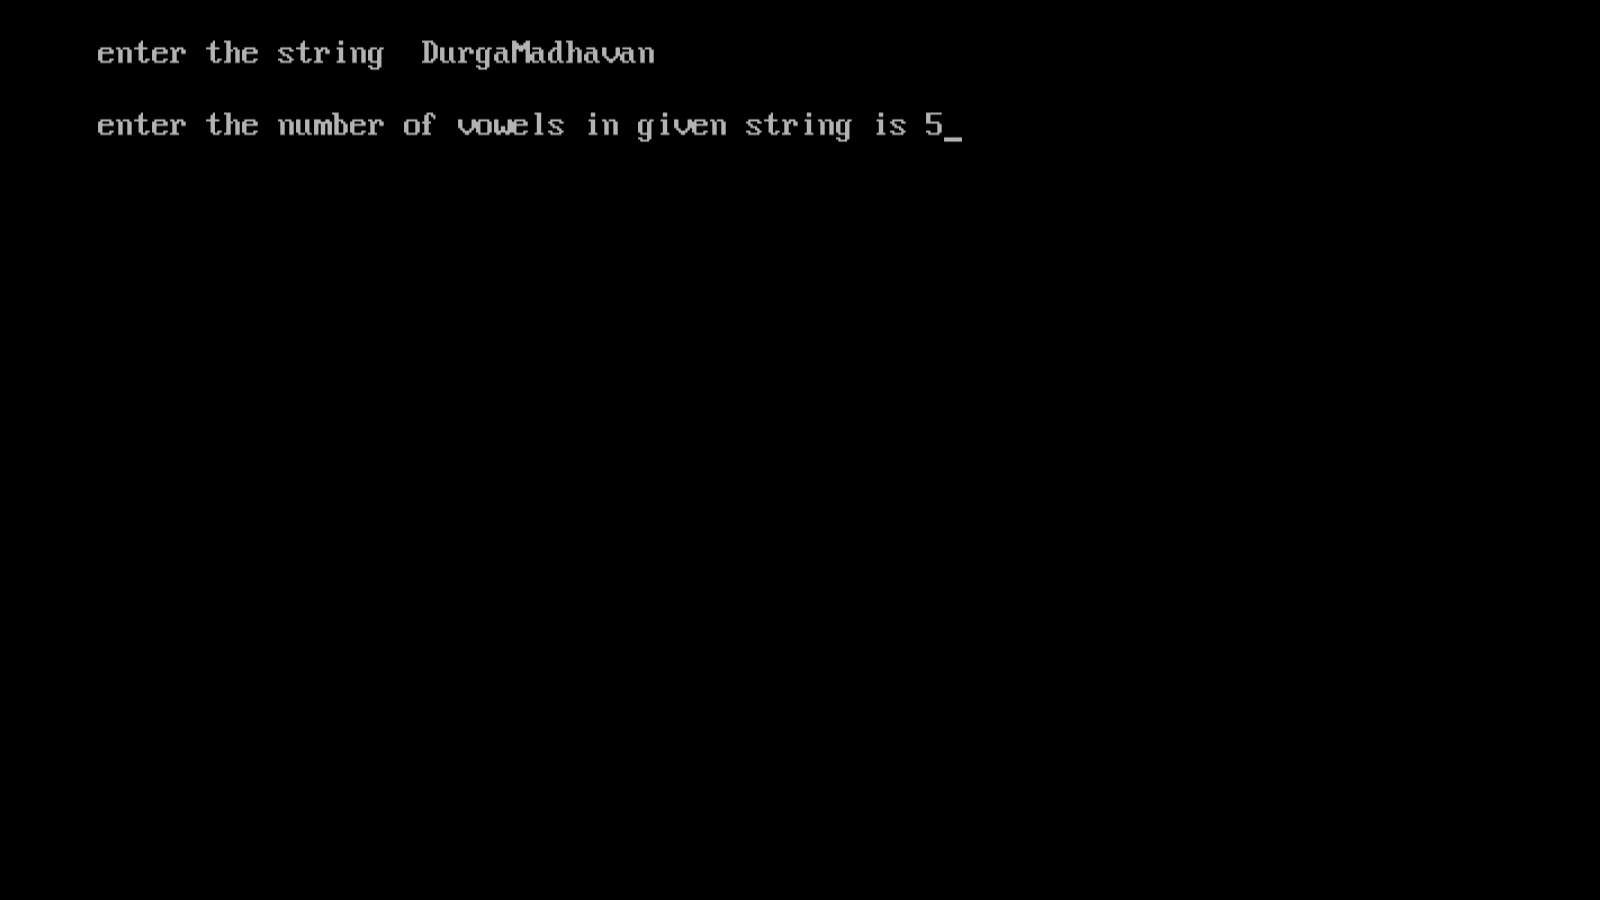 enter the string  DurgaMadhavan
enter the number of vowels in given string is 5_